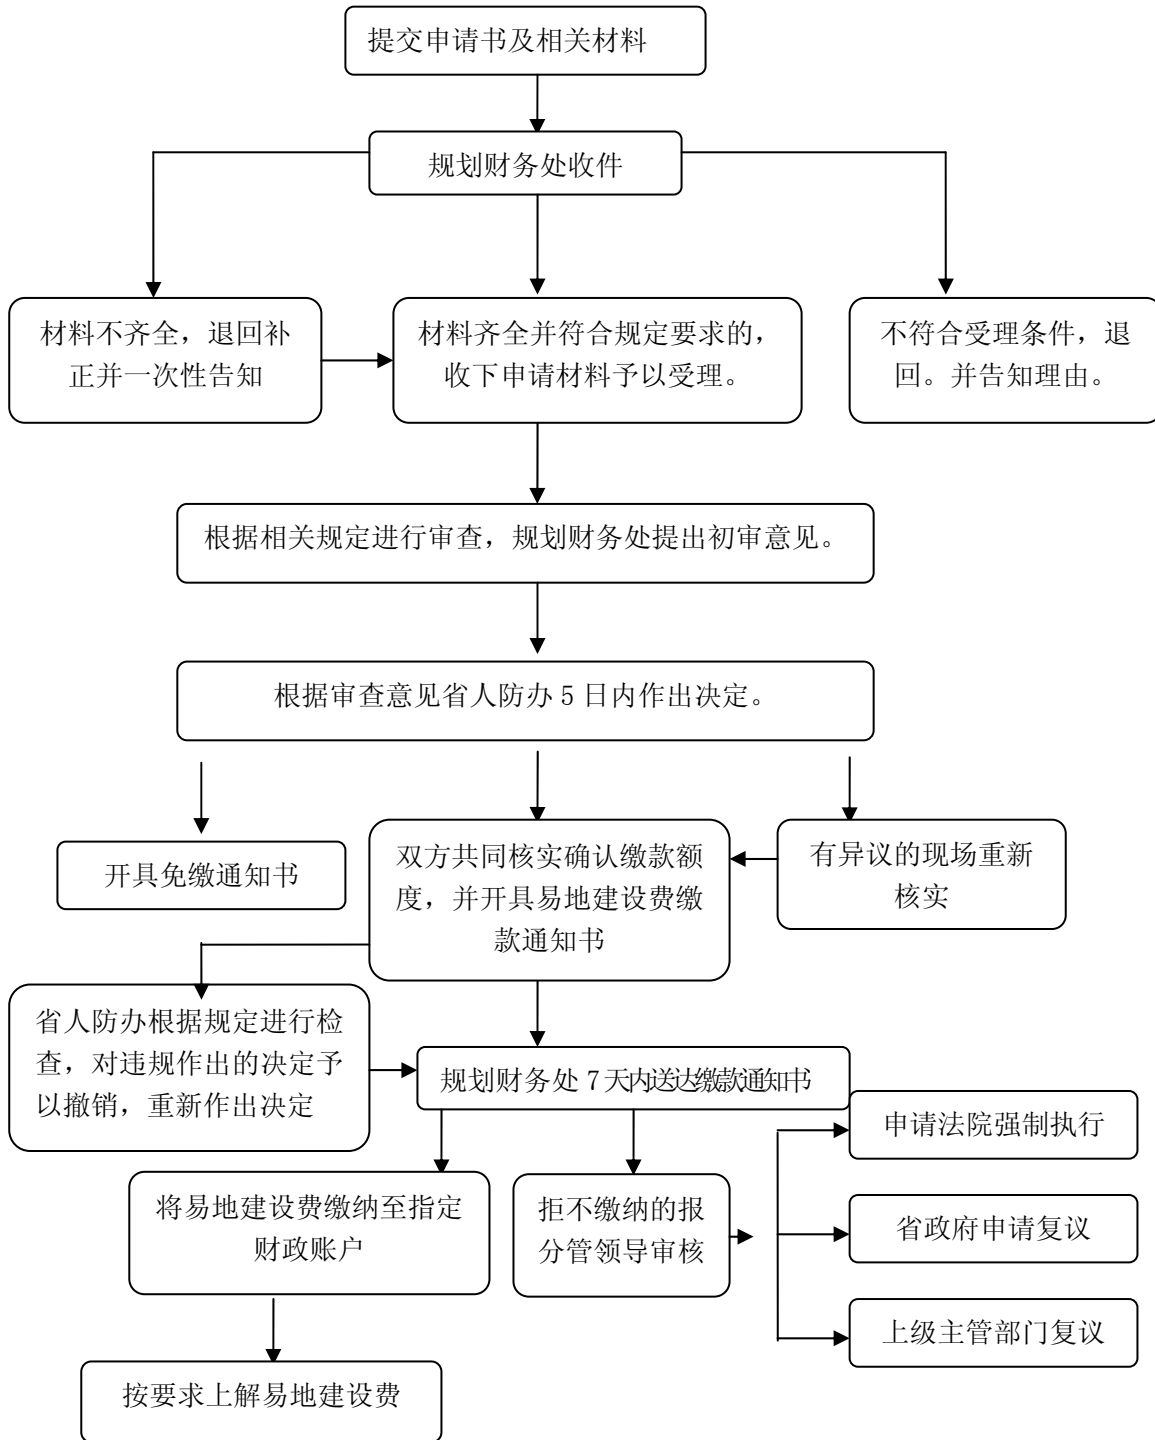 提交申请书及相关材料
规划财务处收件
材料不齐全，退回补
正并一次性告知
材料齐全并符合规定要求的，
收下申请材料予以受理。
不符合受理条件，退
回。并告知理由。
根据相关规定进行审查，规划财务处提出初审意见。
根据审查意见省人防办 5 日内作出决定。
开具免缴通知书
双方共同核实确认缴款额
度，并开具易地建设费缴
款通知书
有异议的现场重新
核实
省人防办根据规定进行检
查，对违规作出的决定予
以撤销，重新作出决定
规划财务处 7 天内送达缴款通知书
将易地建设费缴纳至指定
财政账户
拒不缴纳的报
分管领导审核
申请法院强制执行
省政府申请复议
上级主管部门复议
按要求上解易地建设费